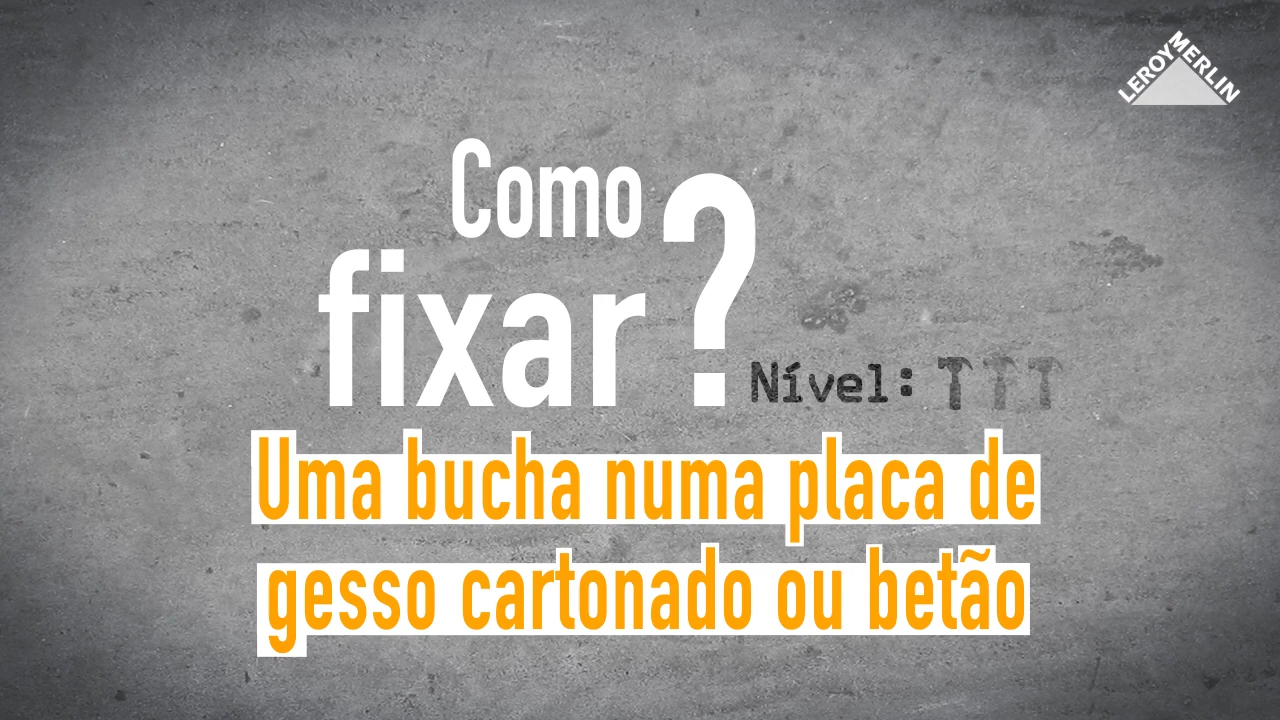 LEROY MERLIN
Como
fixar?
Nível:
Uma bucha numa placa de
gesso cartonado ou betão